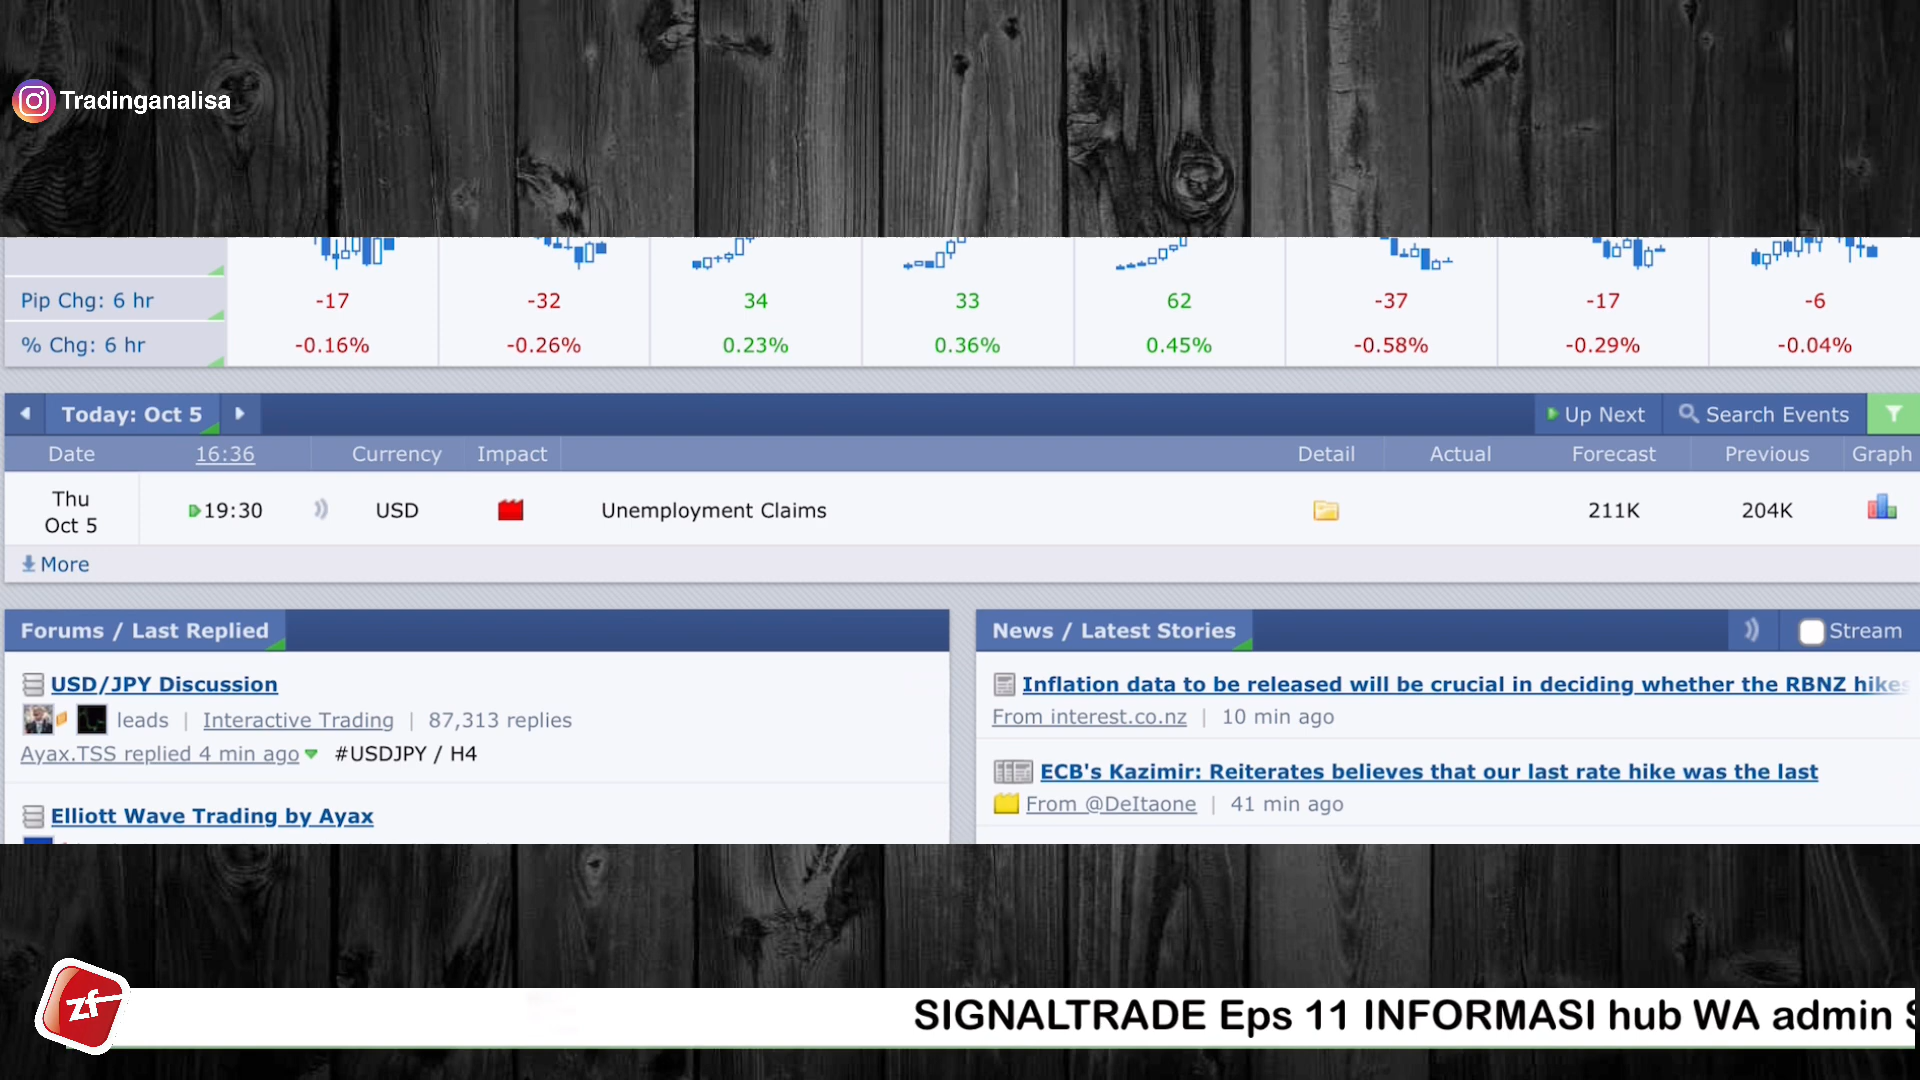 Tradinganalisa
Pip Chg: 6 hr -17 -32 34 33 62 -37 -17 -6
% Chg: 6 hr -0.16% -0.26% 0.23% 0.36% 0.45% -0.58% -0.29% -0.04%
Today: Oct 5 Up Next Search Events
Date 16:36 Currency Impact Detail Actual Forecast Previous Graph
Thu
Oct 5 19:30 USD Unemployment Claims 211K 204K
More
Forums / Last Replied
USD/JPY Discussion
leads | Interactive Trading | 87,313 replies
Ayax.TSS replied 4 min ago #USDJPY / H4
Elliott Wave Trading by Ayax
News / Latest Stories Stream
Inflation data to be released will be crucial in deciding whether the RBNZ hikes
From interest.co.nz | 10 min ago
ECB's Kazimir: Reiterates believes that our last rate hike was the last
From @DeItaone | 41 min ago
zf
SIGNALTRADE Eps 11 INFORMASI hub WA admin